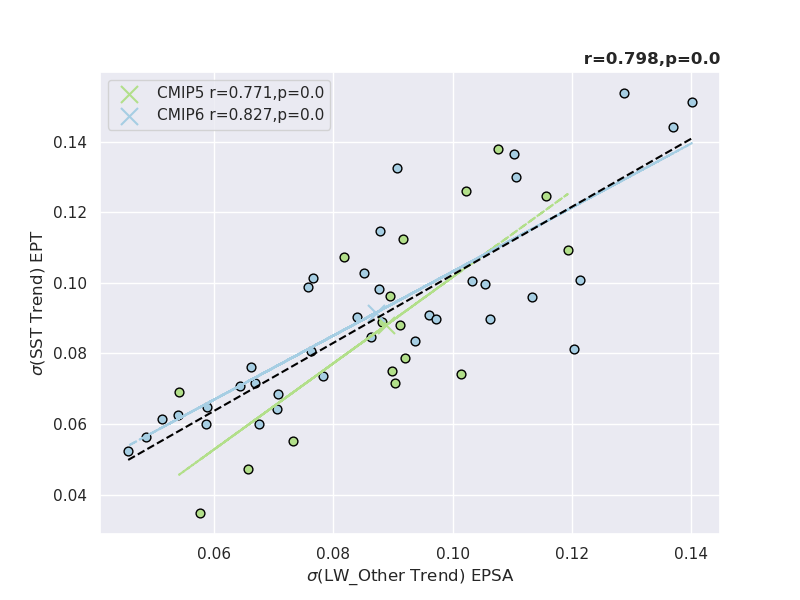 r=0.798,p=0.0
CMIP5 r=0.771,p=0.0
CMIP6 r=0.827,p=0.0
σ(SST Trend) EPT
0.14
0.12
0.10
0.08
0.06
0.04
0.06
0.08
0.10
0.12
0.14
σ(LW_Other Trend) EPSA